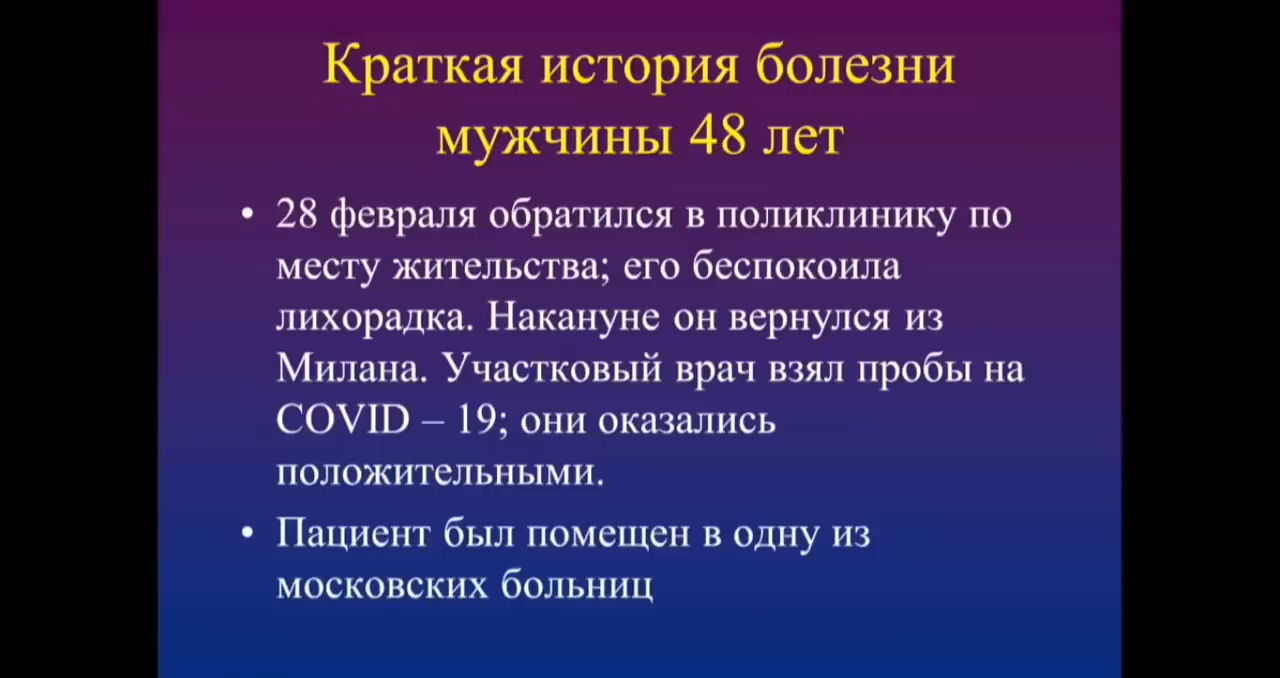 Краткая история болезни
мужчины 48 лет
• 28 февраля обратился в поликлинику по
месту жительства; его беспокоила
лихорадка. Накануне он вернулся из
Милана. Участковый врач взял пробы на
COVID – 19; они оказались
положительными.
• Пациент был помещен в одну из
московских больниц